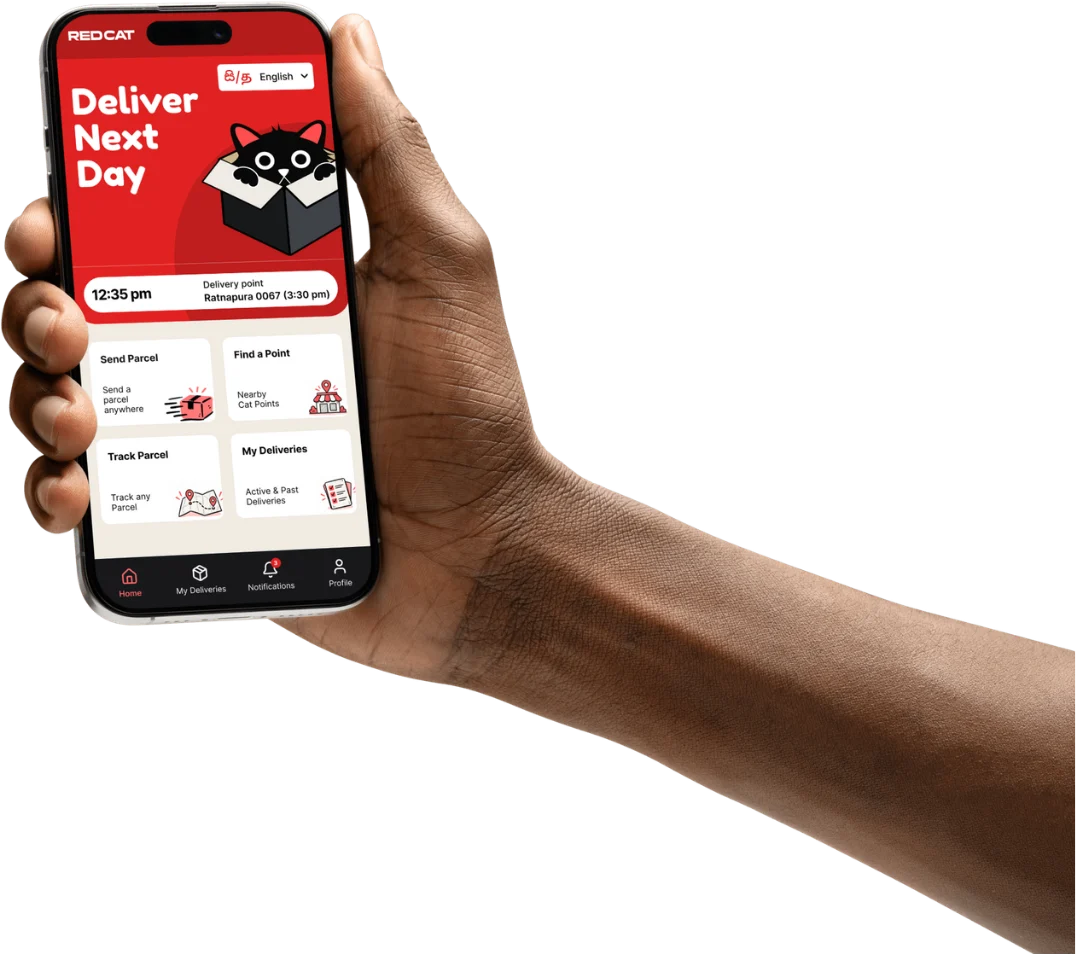 REDCAT
සි/த English
Deliver
Next
Day
12:35 pm
Delivery point
Ratnapura 0067 (3:30 pm)
Send Parcel
Send a
parcel
anywhere
Find a Point
Nearby
Cat Points
Track Parcel
Track any
Parcel
My Deliveries
Active & Past
Deliveries
3
Home
My Deliveries
Notifications
Profile